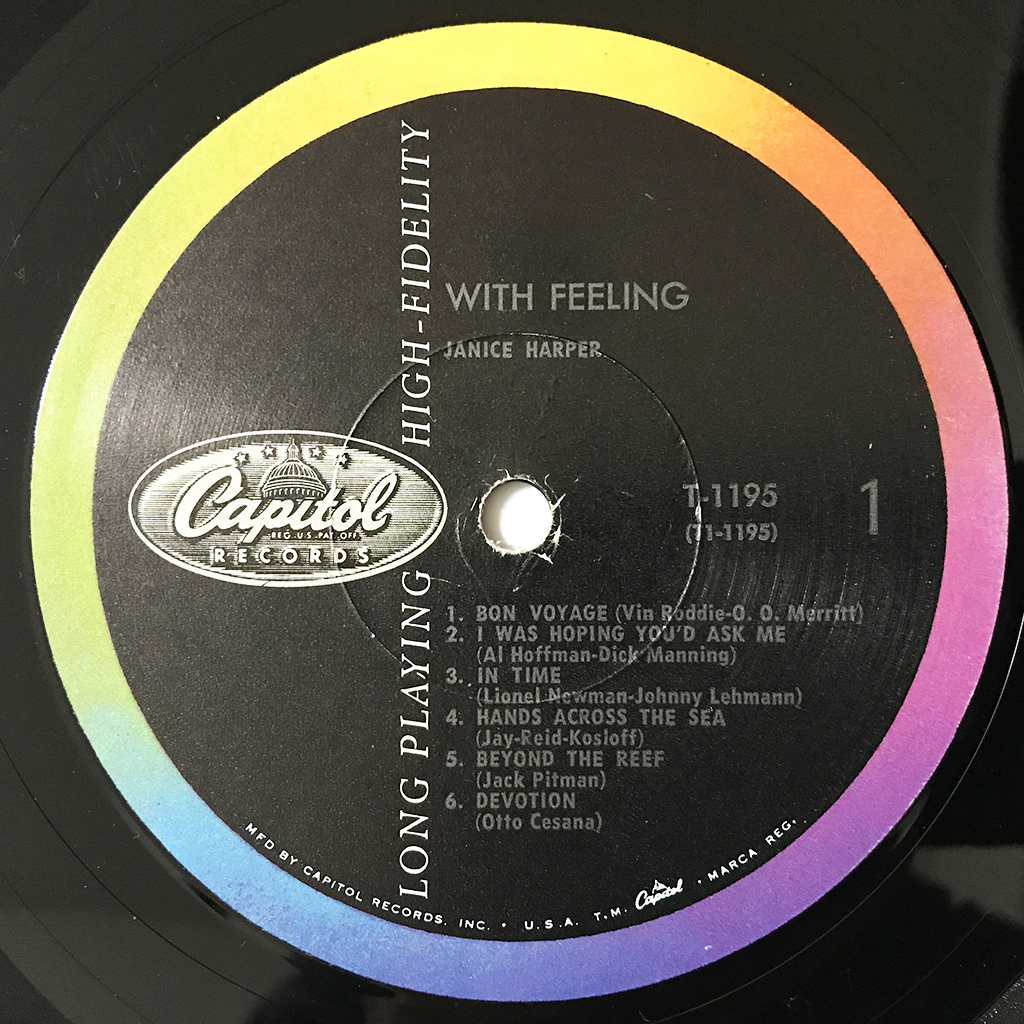 LONG PLAYING HIGH-FIDELITY
WITH FEELING
JANICE HARPER
Capitol
REG. U.S. PAT. OFF.
RECORDS
T-1195
(T1-1195)
1
1. BON VOYAGE (Vin Roddie-O. O. Merritt)
2. I WAS HOPING YOU'D ASK ME
(Al Hoffman-Dick Manning)
3. IN TIME
(Lionel Newman-Johnny Lehmann)
4. HANDS ACROSS THE SEA
(Jay-Reid-Kosloff)
5. BEYOND THE REEF
(Jack Pitman)
6. DEVOTION
(Otto Cesana)
MFD BY CAPITOL RECORDS, INC. • U.S.A. T.M. Capitol • MARCA REG.